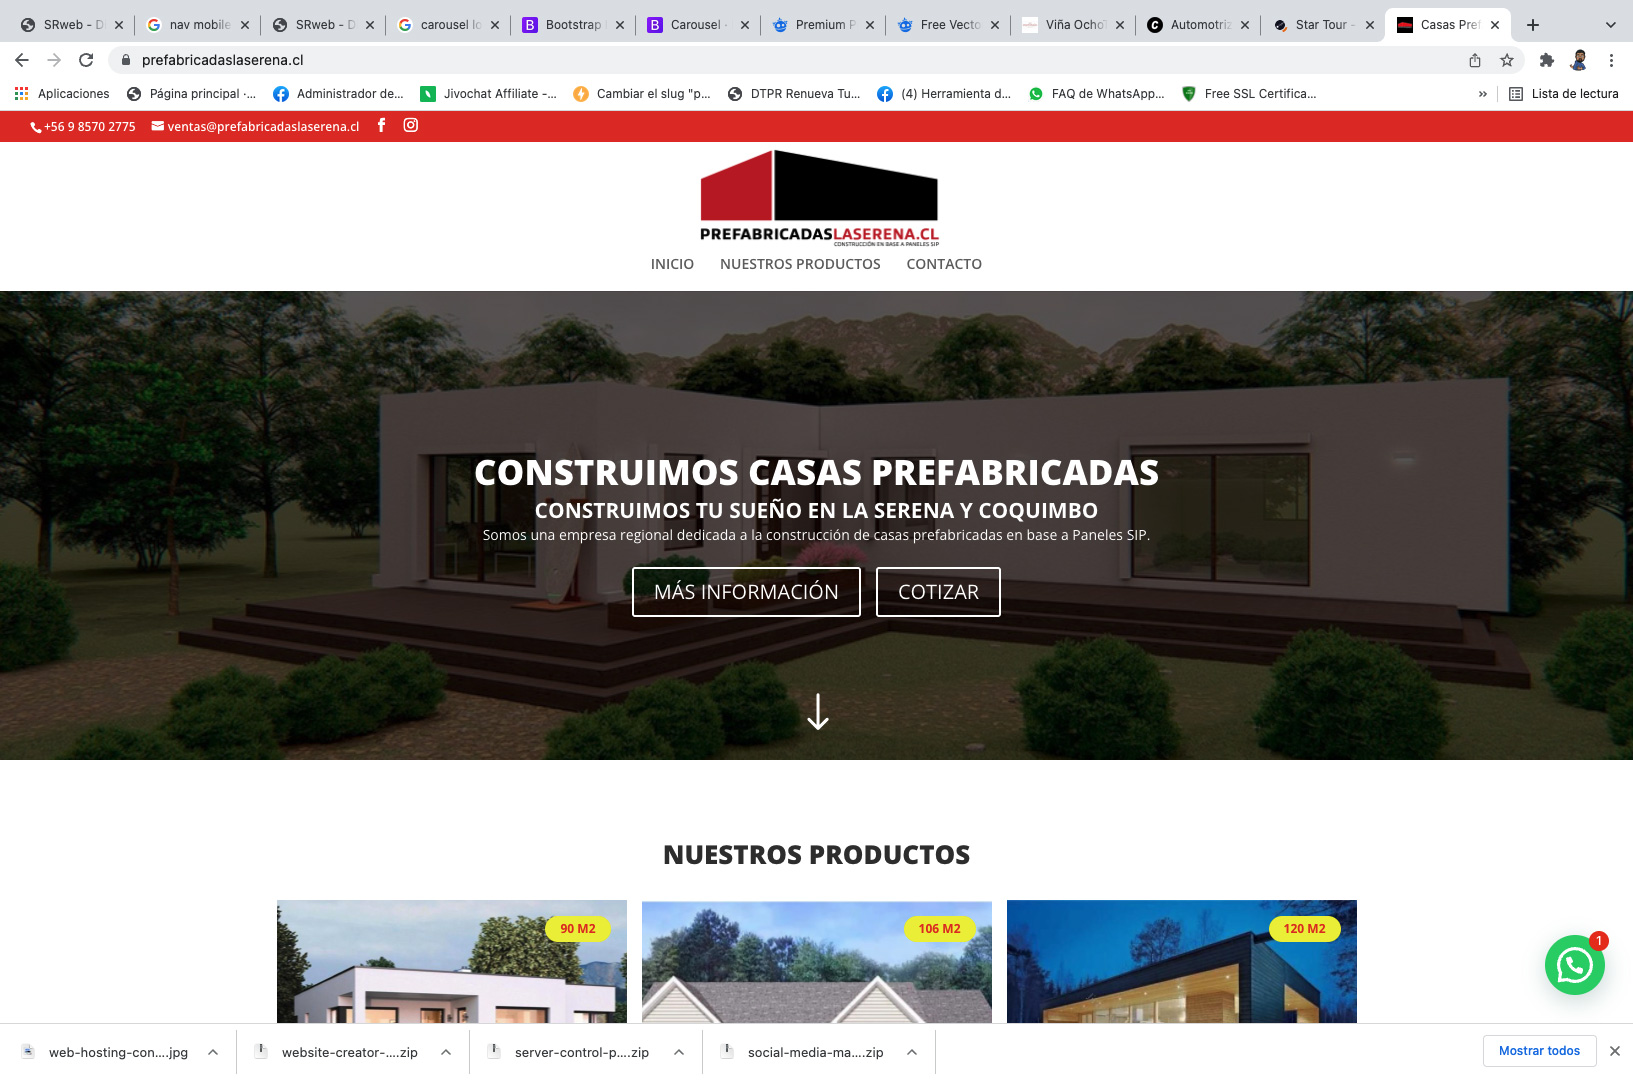 SRweb - D
nav mobile
SRweb - D
carousel lo
Bootstrap
Carousel -
Premium P
Free Vecto
Viña Ocho
Automotriz
Star Tour -
Casas Pref
prefabricadaslaserena.cl
Aplicaciones
Página principal ·...
Administrador de...
Jivochat Affiliate -...
Cambiar el slug "p...
DTPR Renueva Tu...
(4) Herramienta d...
FAQ de WhatsApp...
Free SSL Certifica...
»
Lista de lectura
+56 9 8570 2775
ventas@prefabricadaslaserena.cl
PREFABRICADASLASERENA.CL
CONSTRUCCIÓN EN BASE A PANELES SIP
INICIO
NUESTROS PRODUCTOS
CONTACTO
CONSTRUIMOS CASAS PREFABRICADAS
CONSTRUIMOS TU SUEÑO EN LA SERENA Y COQUIMBO
Somos una empresa regional dedicada a la construcción de casas prefabricadas en base a Paneles SIP.
MÁS INFORMACIÓN
COTIZAR
NUESTROS PRODUCTOS
90 M2
106 M2
120 M2
1
web-hosting-con....jpg
website-creator-....zip
server-control-p....zip
social-media-ma....zip
Mostrar todos